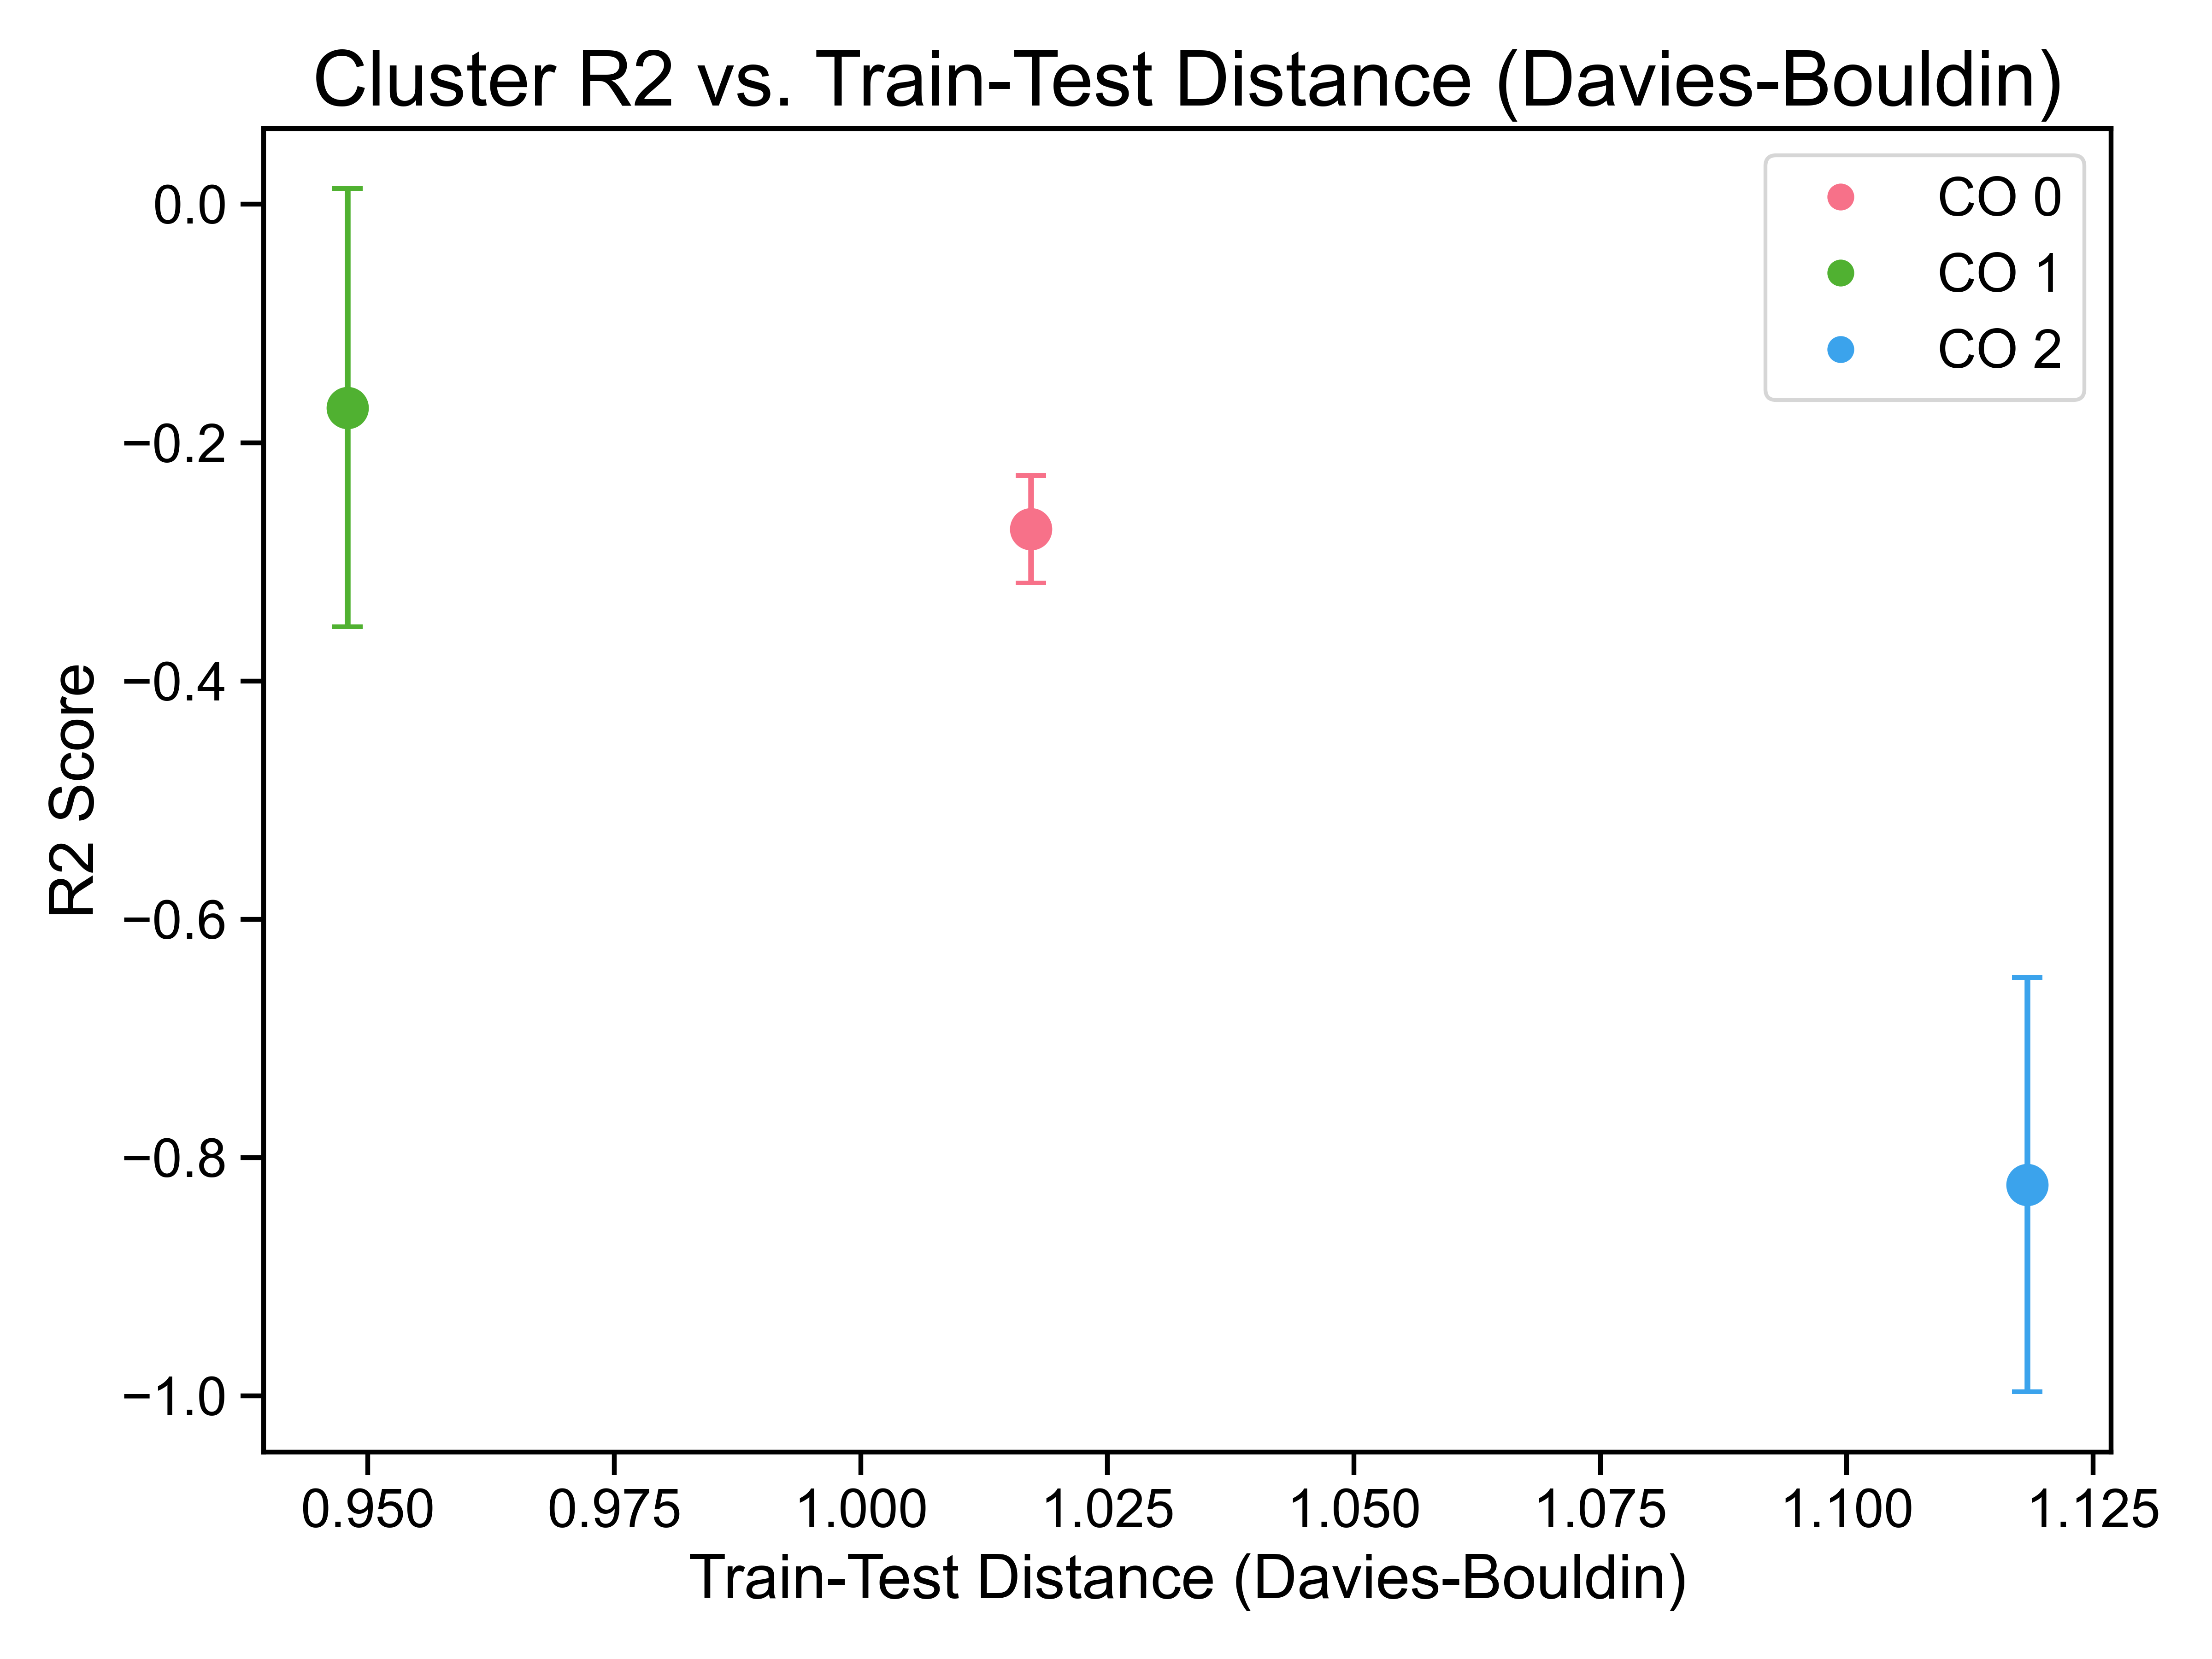 Cluster R2 vs. Train-Test Distance (Davies-Bouldin)
CO 0
CO 1
CO 2
R2 Score
0.0
−0.2
−0.4
−0.6
−0.8
−1.0
0.950 0.975 1.000 1.025 1.050 1.075 1.100 1.125
Train-Test Distance (Davies-Bouldin)